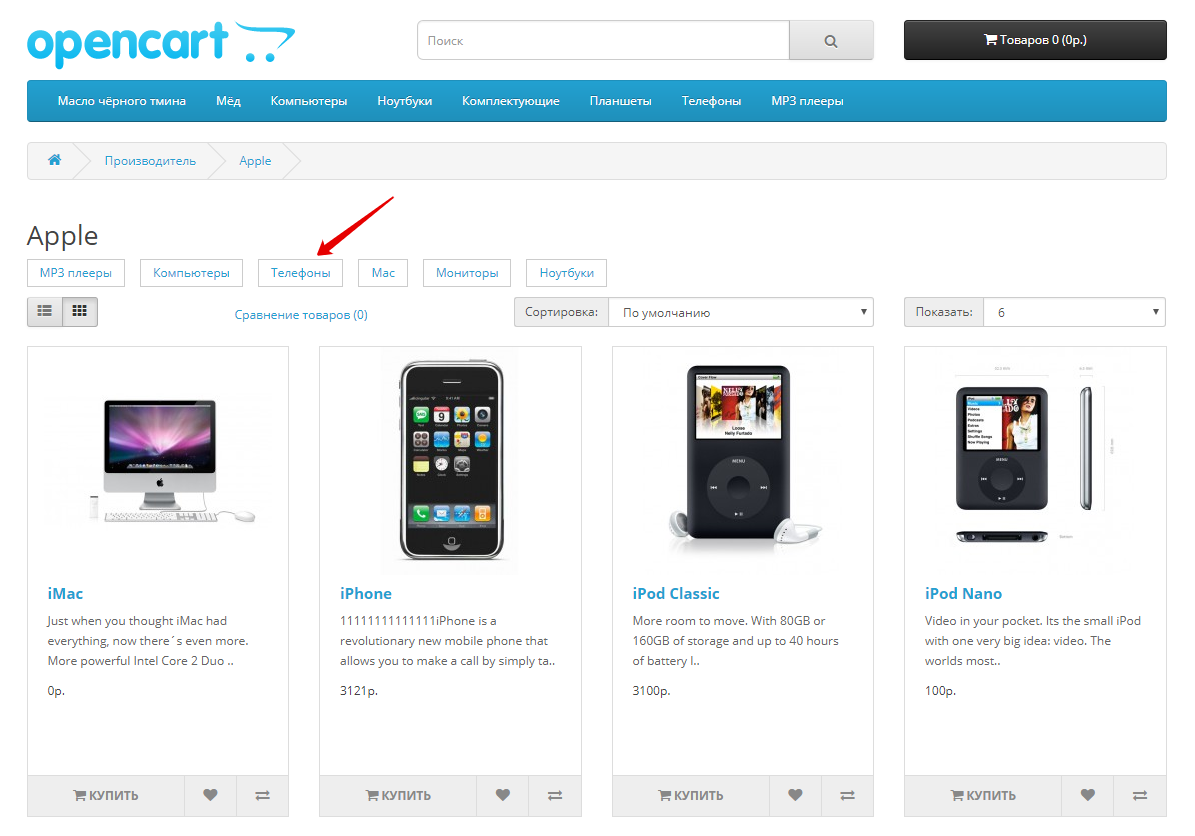 opencart
Поиск
Товаров 0 (0р.)
Масло чёрного тмина Мёд Компьютеры Ноутбуки Комплектующие Планшеты Телефоны MP3 плееры
Производитель Apple
Apple
MP3 плееры Компьютеры Телефоны Mac Мониторы Ноутбуки
Сравнение товаров (0) Сортировка: По умолчанию Показать: 6
iMac
Just when you thought iMac had
everything, now there´s even more.
More powerful Intel Core 2 Duo ..
0р.
КУПИТЬ
iPhone
11111111111111iPhone is a
revolutionary new mobile phone that
allows you to make a call by simply ta..
3121р.
КУПИТЬ
Loose
Nelly Furtado
MENU
iPod Classic
More room to move. With 80GB or
160GB of storage and up to 40 hours
of battery l..
3100р.
КУПИТЬ
MENU
iPod Nano
Video in your pocket. Its the small iPod
with one very big idea: video. The
worlds most..
100р.
КУПИТЬ